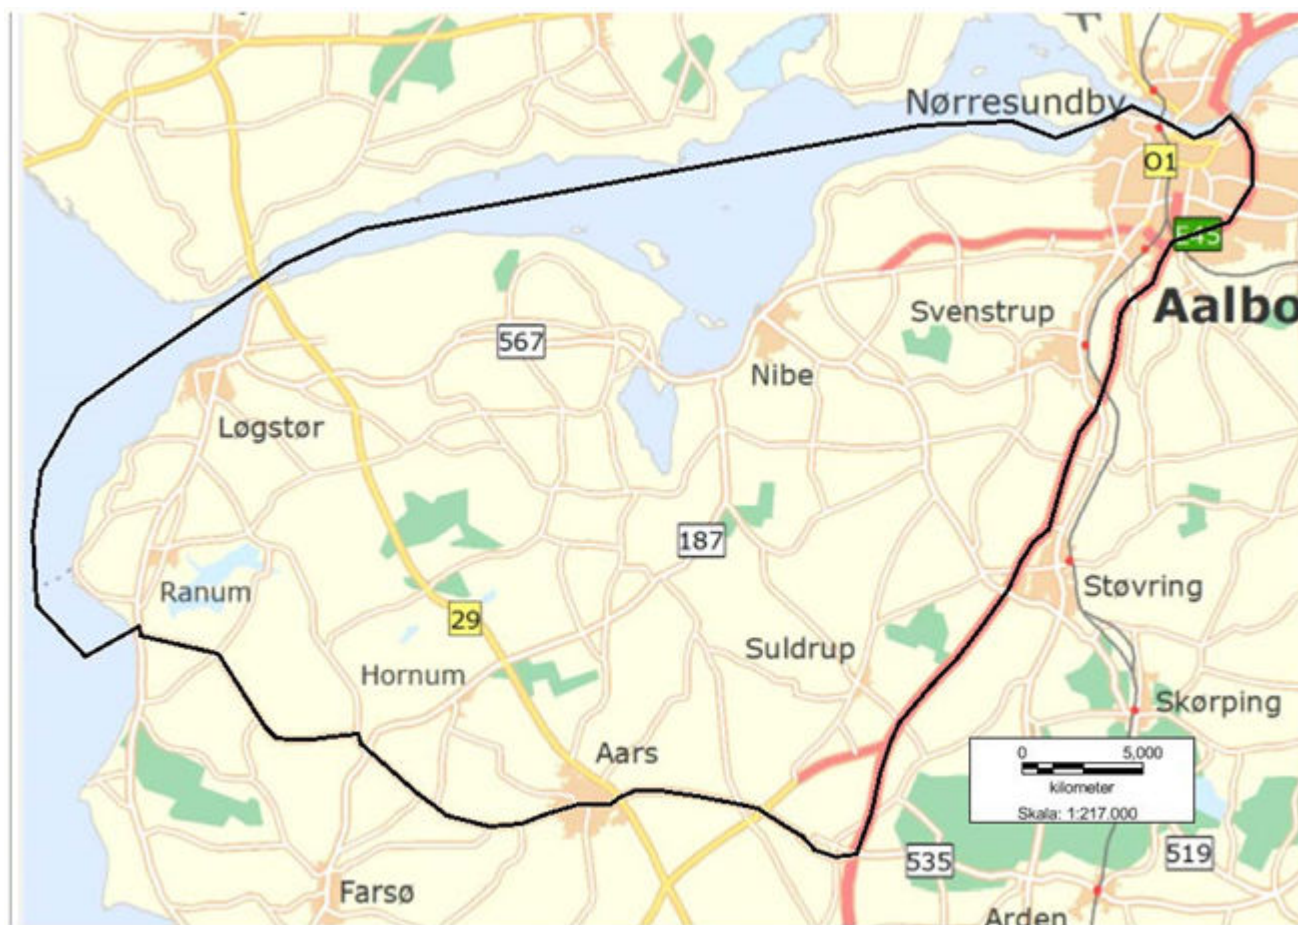 Nørresundby
O1
E45
Aalbo
Svenstrup
567
Nibe
Løgstør
187
Ranum
Støvring
29
Suldrup
Hornum
Skørping
Aars
0 5,000
kilometer
Skala: 1:217.000
535
519
Farsø
Arden